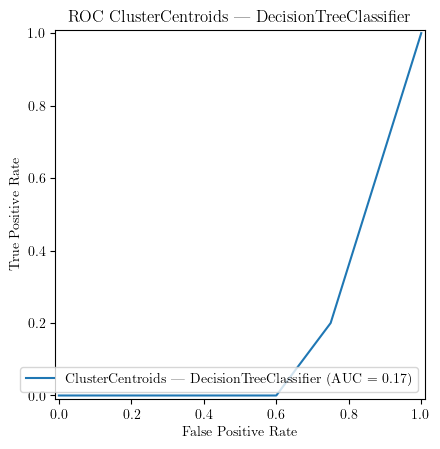 ROC ClusterCentroids — DecisionTreeClassifier
1.0
0.8
0.6
0.4
0.2
0.0
True Positive Rate
ClusterCentroids — DecisionTreeClassifier (AUC = 0.17)
0.0 0.2 0.4 0.6 0.8 1.0
False Positive Rate